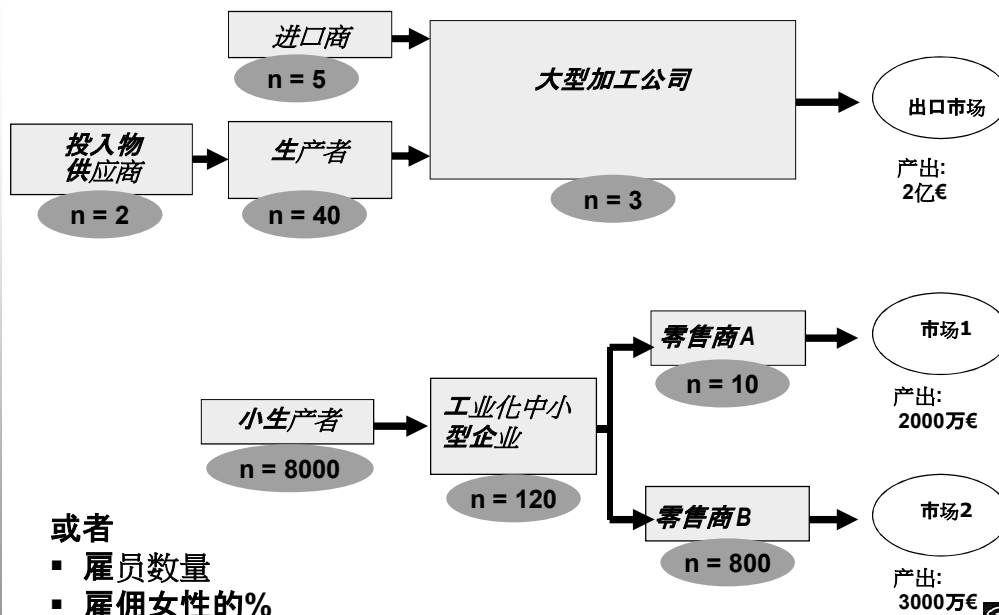 进口商
n = 5
大型加工公司
n = 3
出口市场
产出:
2亿€
投入物
供应商
n = 2
生产者
n = 40
小生产者
n = 8000
工业化中小
型企业
n = 120
零售商A
n = 10
市场1
产出:
2000万€
零售商B
n = 800
市场2
产出:
3000万€
或者
▪ 雇员数量
▪ 雇佣女性的%